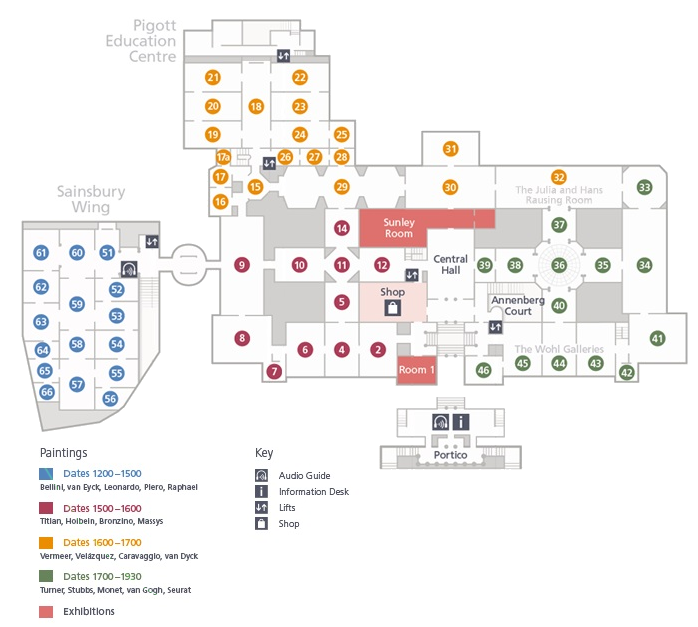 Pigott
Education
Centre
21
22
20
18
23
19
24
25
31
17a
26
27
28
17
15
29
30
32
The Julia and Hans
Rausing Room
33
16
Sainsbury
Wing
14
Sunley
Room
37
61
60
51
9
10
11
12
Central
Hall
39
38
36
35
34
62
52
59
5
Shop
Annenberg
Court
40
63
53
58
54
8
6
4
2
The Wohl Galleries
41
64
65
55
57
7
Room 1
46
45
44
43
42
66
56
Portico
Paintings
Dates 1200–1500
Bellini, van Eyck, Leonardo, Piero, Raphael
Dates 1500–1600
Titian, Holbein, Bronzino, Massys
Dates 1600–1700
Vermeer, Velázquez, Caravaggio, van Dyck
Dates 1700–1930
Turner, Stubbs, Monet, van Gogh, Seurat
Exhibitions
Key
Audio Guide
Information Desk
Lifts
Shop